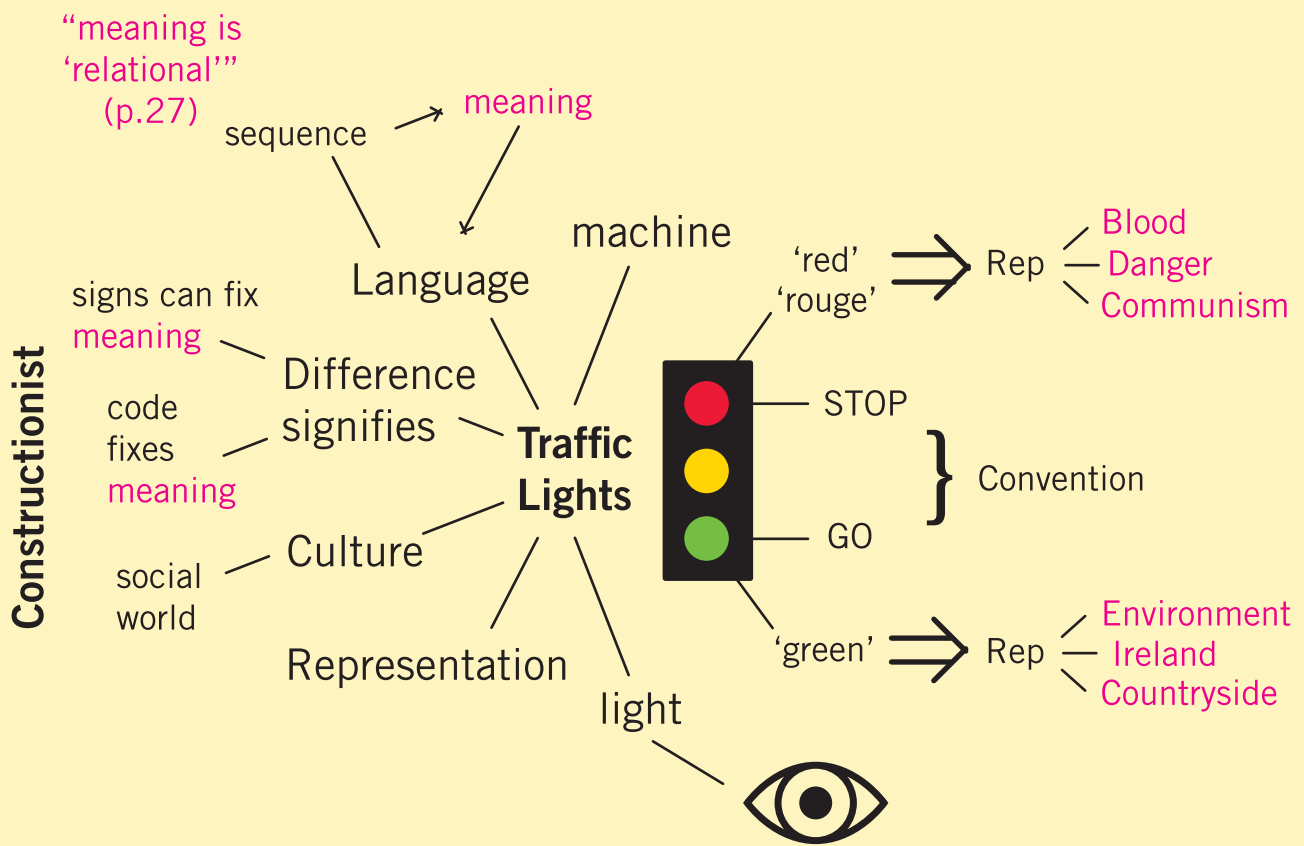 “meaning is
‘relational’”
(p.27)
sequence
meaning
Language
machine
signs can fix
meaning
Difference
signifies
code
fixes
meaning
Culture
social
world
Representation
light
Constructionist
Traffic
Lights
‘red’
‘rouge’
Rep
Blood
Danger
Communism
STOP
}
Convention
GO
‘green’
Rep
Environment
Ireland
Countryside